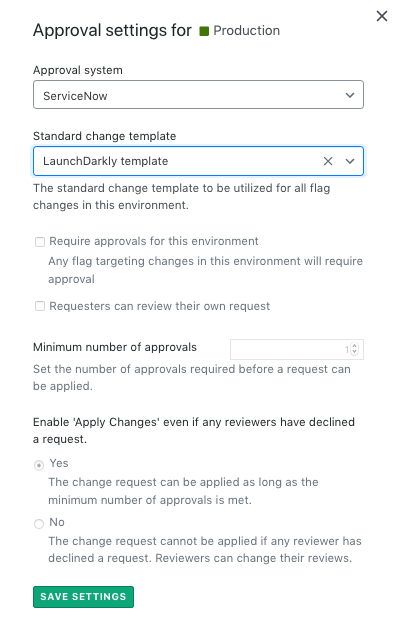 Approval settings for Production
Approval system
ServiceNow
Standard change template
LaunchDarkly template
The standard change template to be utilized for all flag
changes in this environment.
Require approvals for this environment
Any flag targeting changes in this environment will require
approval
Requesters can review their own request
Minimum number of approvals 1
Set the number of approvals required before a request can
be applied.
Enable 'Apply Changes' even if any reviewers have declined
a request.
Yes
The change request can be applied as long as the
minimum number of approvals is met.
No
The change request cannot be applied if any reviewer has
declined a request. Reviewers can change their reviews.
SAVE SETTINGS